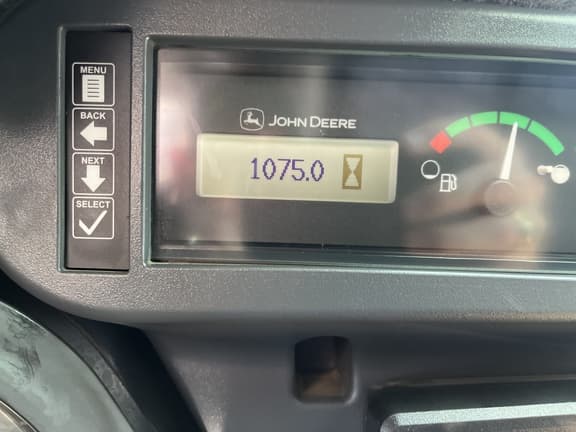 MENU
BACK
NEXT
SELECT
JOHN DEERE
1075.0